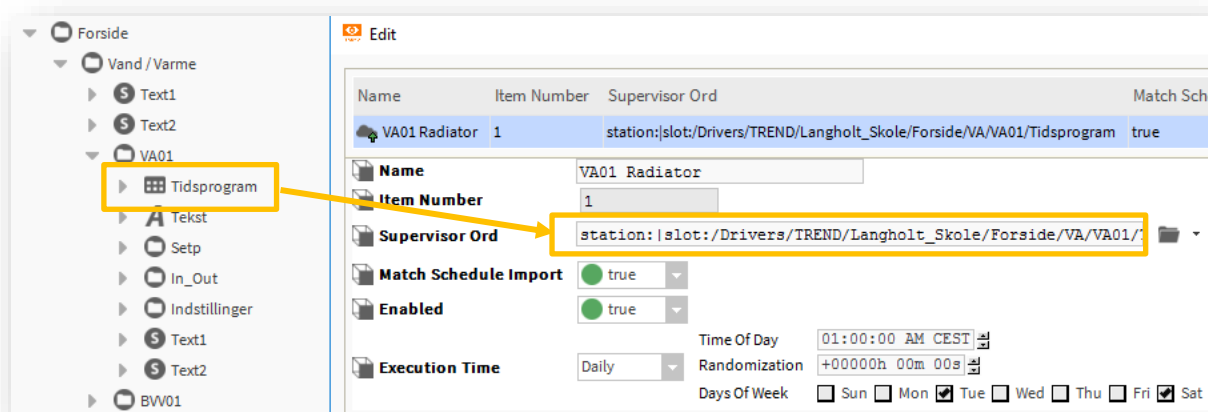 Forside
Vand / Varme
Text1
Text2
VA01
Tidsprogram
Tekst
Setp
In_Out
Indstillinger
Text1
Text2
BVV01
Edit
Name Item Number Supervisor Ord Match Sch
VA01 Radiator 1 station:|slot:/Drivers/TREND/Langholt_Skole/Forside/VA/VA01/Tidsprogram true
Name VA01 Radiator
Item Number 1
Supervisor Ord station:|slot:/Drivers/TREND/Langholt_Skole/Forside/VA/VA01/
Match Schedule Import true
Enabled true
Time Of Day 01:00:00 AM CEST
Execution Time Daily Randomization +00000h 00m 00s
Days Of Week Sun Mon Tue Wed Thu Fri Sat